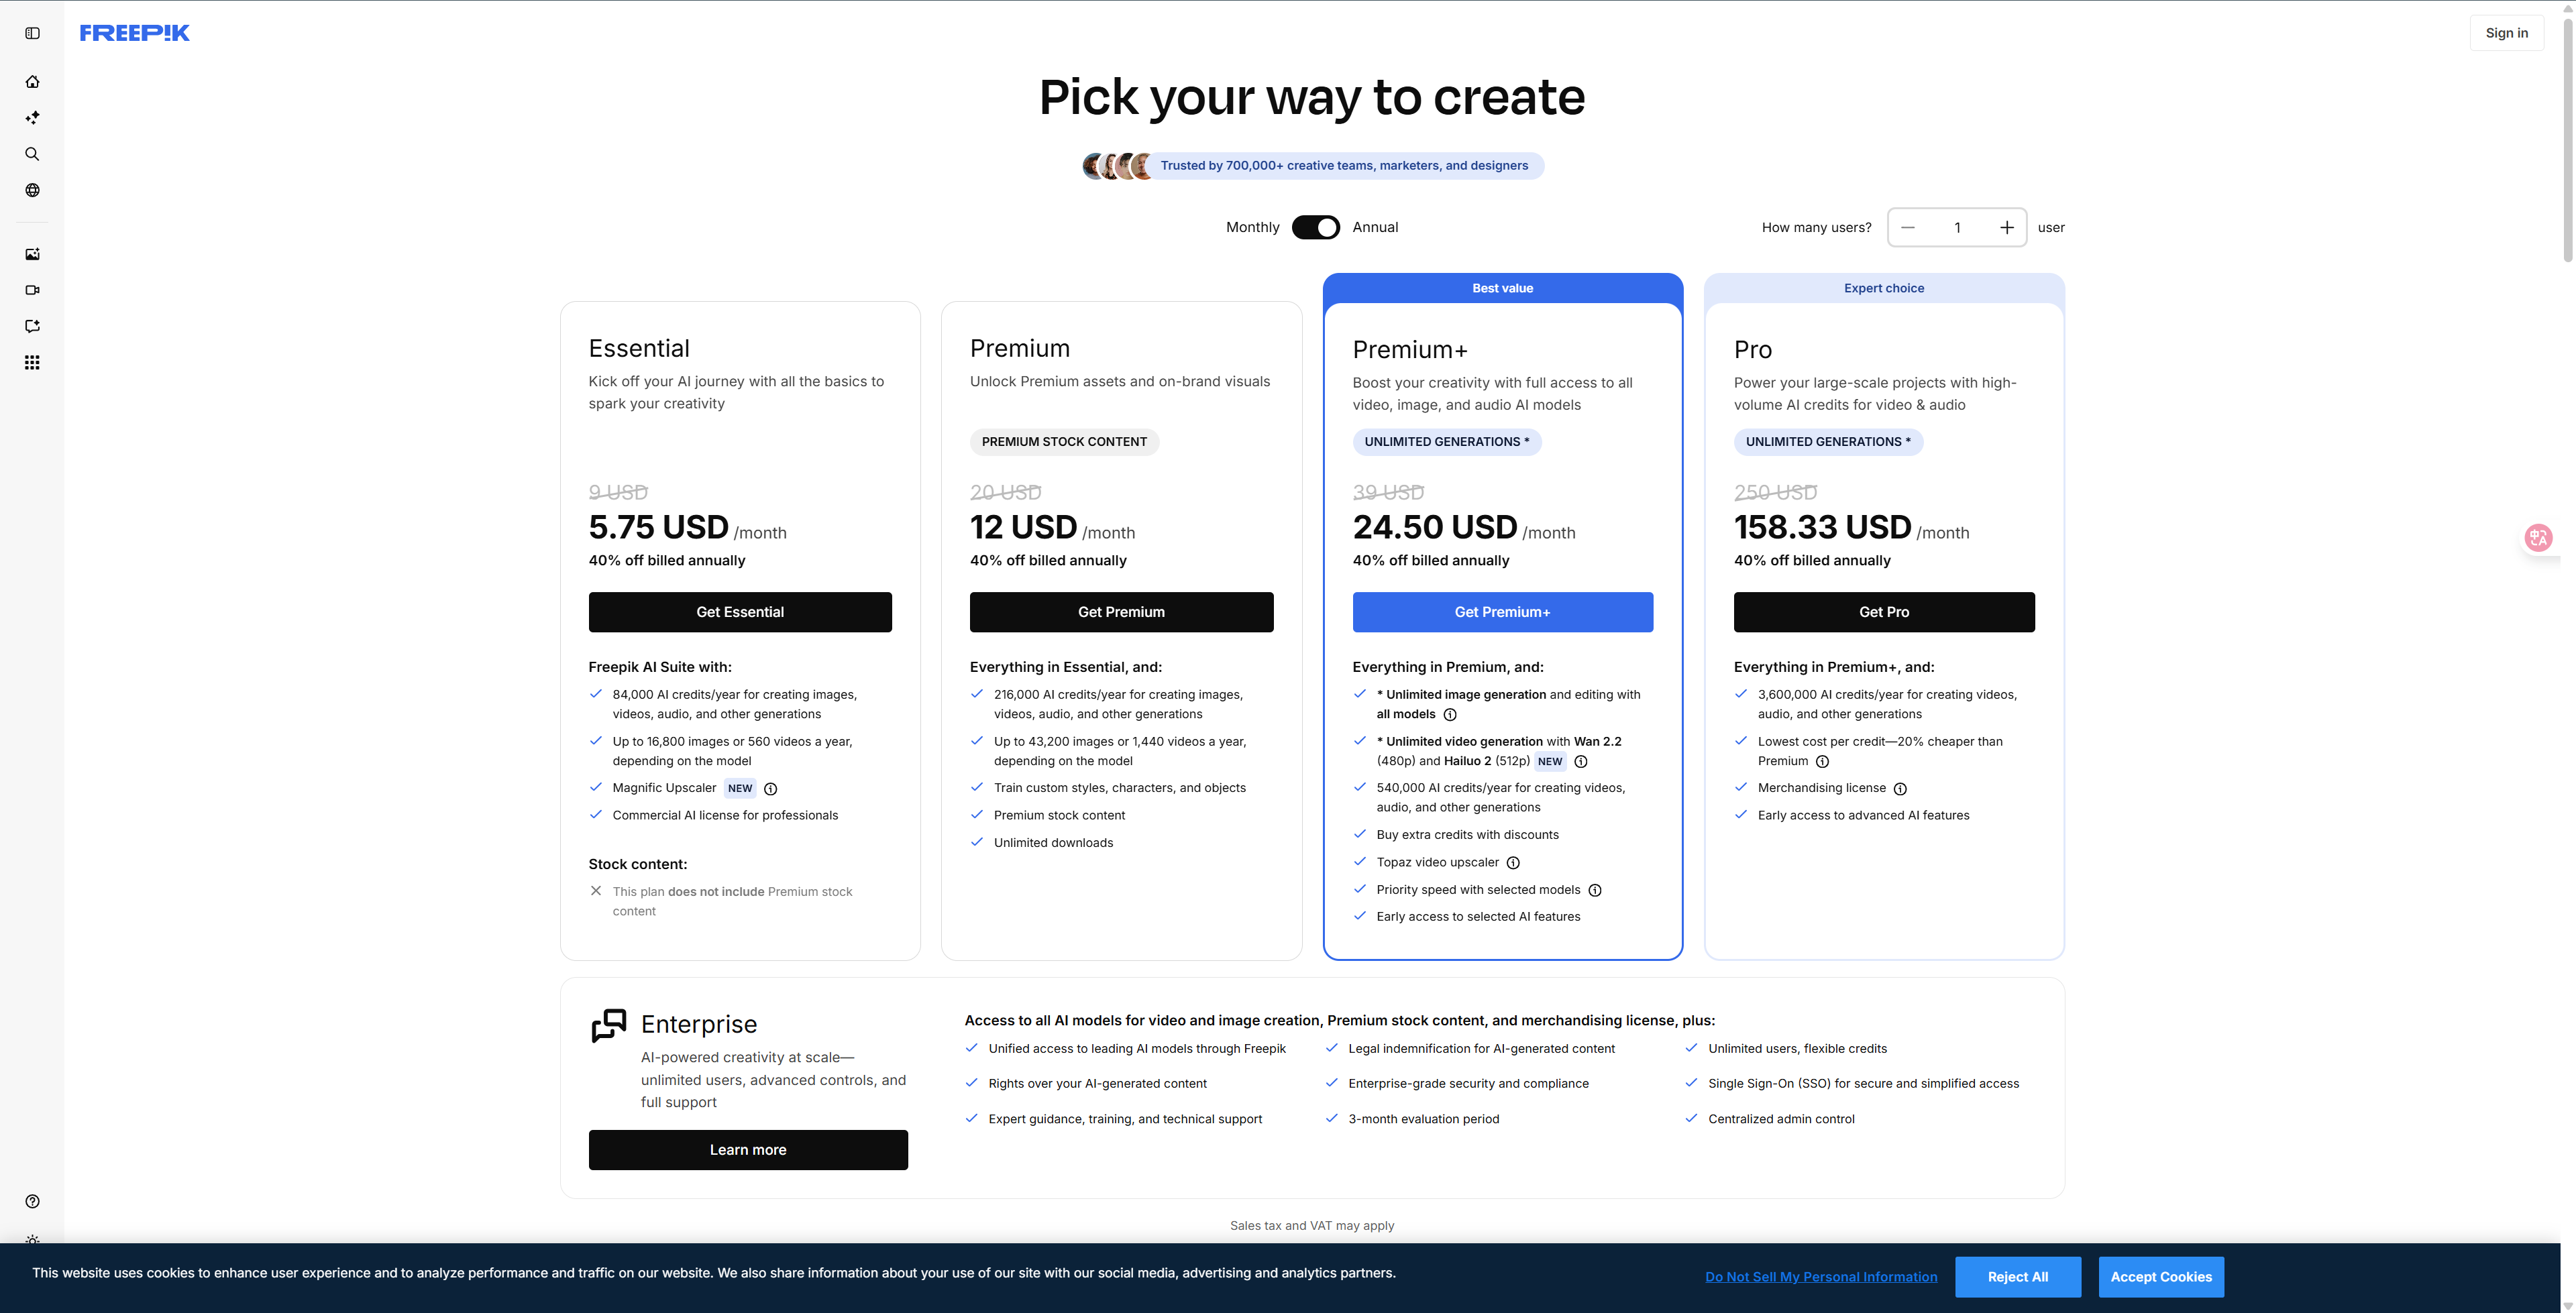 FREEP!K
Sign in
Pick your way to create
Trusted by 700,000+ creative teams, marketers, and designers
Monthly
Annual
How many users?
1
user
Essential
Kick off your AI journey with all the basics to
spark your creativity
9 USD
5.75 USD /month
40% off billed annually
Get Essential
Freepik AI Suite with:
84,000 AI credits/year for creating images,
videos, audio, and other generations
Up to 16,800 images or 560 videos a year,
depending on the model
Magnific Upscaler NEW
Commercial AI license for professionals
Stock content:
This plan does not include Premium stock
content
Premium
Unlock Premium assets and on-brand visuals
PREMIUM STOCK CONTENT
20 USD
12 USD /month
40% off billed annually
Get Premium
Everything in Essential, and:
216,000 AI credits/year for creating images,
videos, audio, and other generations
Up to 43,200 images or 1,440 videos a year,
depending on the model
Train custom styles, characters, and objects
Premium stock content
Unlimited downloads
Best value
Premium+
Boost your creativity with full access to all
video, image, and audio AI models
UNLIMITED GENERATIONS *
39 USD
24.50 USD /month
40% off billed annually
Get Premium+
Everything in Premium, and:
* Unlimited image generation and editing with
all models
* Unlimited video generation with Wan 2.2
(480p) and Hailuo 2 (512p) NEW
540,000 AI credits/year for creating videos,
audio, and other generations
Buy extra credits with discounts
Topaz video upscaler
Priority speed with selected models
Early access to selected AI features
Expert choice
Pro
Power your large-scale projects with high-
volume AI credits for video & audio
UNLIMITED GENERATIONS *
250 USD
158.33 USD /month
40% off billed annually
Get Pro
Everything in Premium+, and:
3,600,000 AI credits/year for creating videos,
audio, and other generations
Lowest cost per credit—20% cheaper than
Premium
Merchandising license
Early access to advanced AI features
Enterprise
AI-powered creativity at scale—
unlimited users, advanced controls, and
full support
Learn more
Access to all AI models for video and image creation, Premium stock content, and merchandising license, plus:
Unified access to leading AI models through Freepik
Legal indemnification for AI-generated content
Unlimited users, flexible credits
Rights over your AI-generated content
Enterprise-grade security and compliance
Single Sign-On (SSO) for secure and simplified access
Expert guidance, training, and technical support
3-month evaluation period
Centralized admin control
Sales tax and VAT may apply
This website uses cookies to enhance user experience and to analyze performance and traffic on our website. We also share information about your use of our site with our social media, advertising and analytics partners.
Do Not Sell My Personal Information
Reject All
Accept Cookies